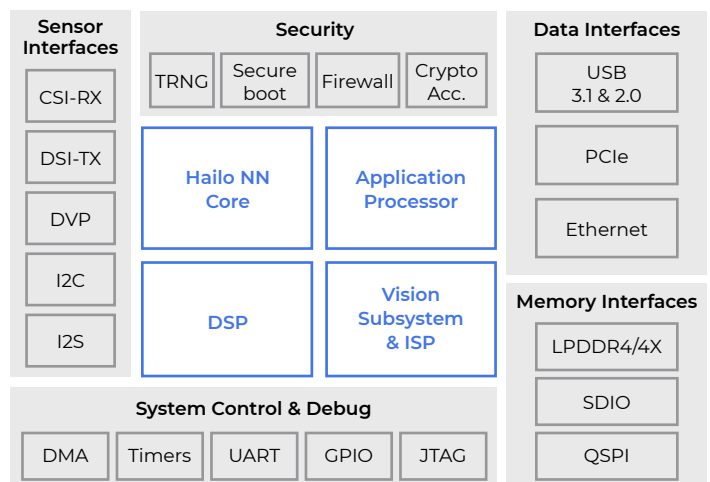 Sensor
Interfaces
CSI-RX
DSI-TX
DVP
I2C
I2S
Security
TRNG
Secure
boot
Firewall
Crypto
Acc.
Hailo NN
Core
Application
Processor
DSP
Vision
Subsystem
& ISP
Data Interfaces
USB
3.1 & 2.0
PCIe
Ethernet
Memory Interfaces
LPDDR4/4X
SDIO
QSPI
System Control & Debug
DMA
Timers
UART
GPIO
JTAG